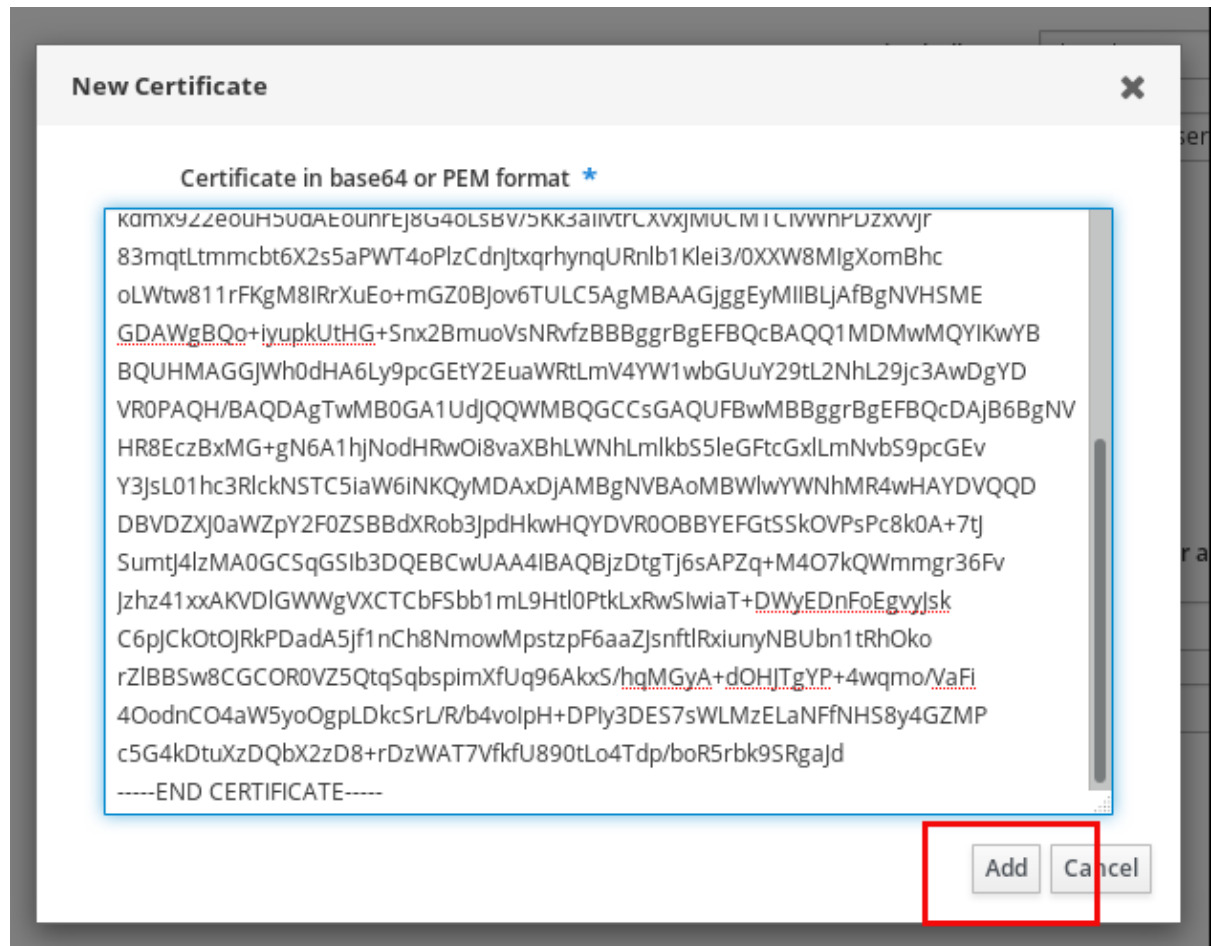 New Certificate
Certificate in base64 or PEM format *
83mqtLtmmcbt6X2s5aPWT4oPlzCdnJtxqrhynqURnlb1Klei3/0XXW8MIgXomBhc
oLWtw811rFKgM8IRrXuEo+mGZ0BJov6TULC5AgMBAAGjggEyMIIBLjAfBgNVHSME
GDAWgBQo+iyupkUtHG+Snx2BmuoVsNRvfzBBBggrBgEFBQcBAQQ1MDMwMQYIKwYB
BQUHMAGGJWh0dHA6Ly9pcGEtY2EuaWRtLmV4YW1wbGUuY29tL2NhL29jc3AwDgYD
VR0PAQH/BAQDAgTwMB0GA1UdJQQWMBQGCCsGAQUFBwMBBggrBgEFBQcDAjB6BgNV
HR8EczBxMG+gN6A1hjNodHRwOi8vaXBhLWNhLmlkbS5leGFtcGxlLmNvbS9pcGEv
Y3JsL01hc3RlckNSTC5iaW6iNKQyMDAxDjAMBgNVBAoMBWlwYWNhMR4wHAYDVQQD
DBVDZXJ0aWZpY2F0ZSBBdXRob3JpdHkwHQYDVR0OBBYEFGtSSkOVPsPc8k0A+7tJ
SumtJ4lzMA0GCSqGSIb3DQEBCwUAA4IBAQBjzDtgTj6sAPZq+M4O7kQWmmgr36Fv
Jzhz41xxAKVDlGWWgVXCTCbFSbb1mL9Htl0PtkLxRwSIwiaT+DWyEDnFoEgvyJsk
C6pJCkOtOJRkPDadA5jf1nCh8NmowMpstzpF6aaZJsnftlRxiunyNBUbn1tRhOko
rZlBBSw8CGCOR0VZ5QtqSqbspimXfUq96AkxS/hqMGyA+dOHJTgYP+4wqmo/VaFi
4OodnCO4aW5yoOgpLDkcSrL/R/b4voIpH+DPIy3DES7sWLMzELaNFfNHS8y4GZMP
c5G4kDtuXzDQbX2zD8+rDzWAT7VfkfU890tLo4Tdp/boR5rbk9SRgaJd
-----END CERTIFICATE-----
Add Cancel